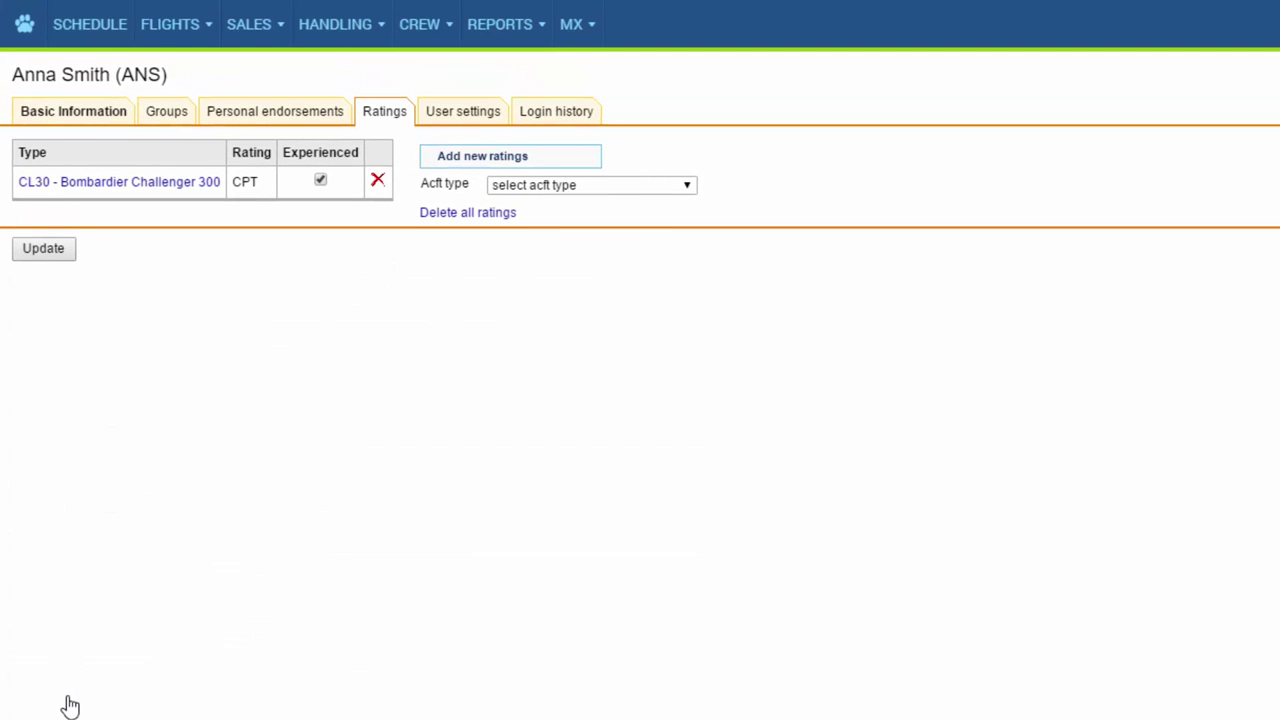 SCHEDULE FLIGHTS SALES HANDLING CREW REPORTS MX
Anna Smith (ANS)
Basic Information Groups Personal endorsements Ratings User settings Login history
Type Rating Experienced
CL30 - Bombardier Challenger 300 CPT
Add new ratings
Acft type select acft type
Delete all ratings
Update